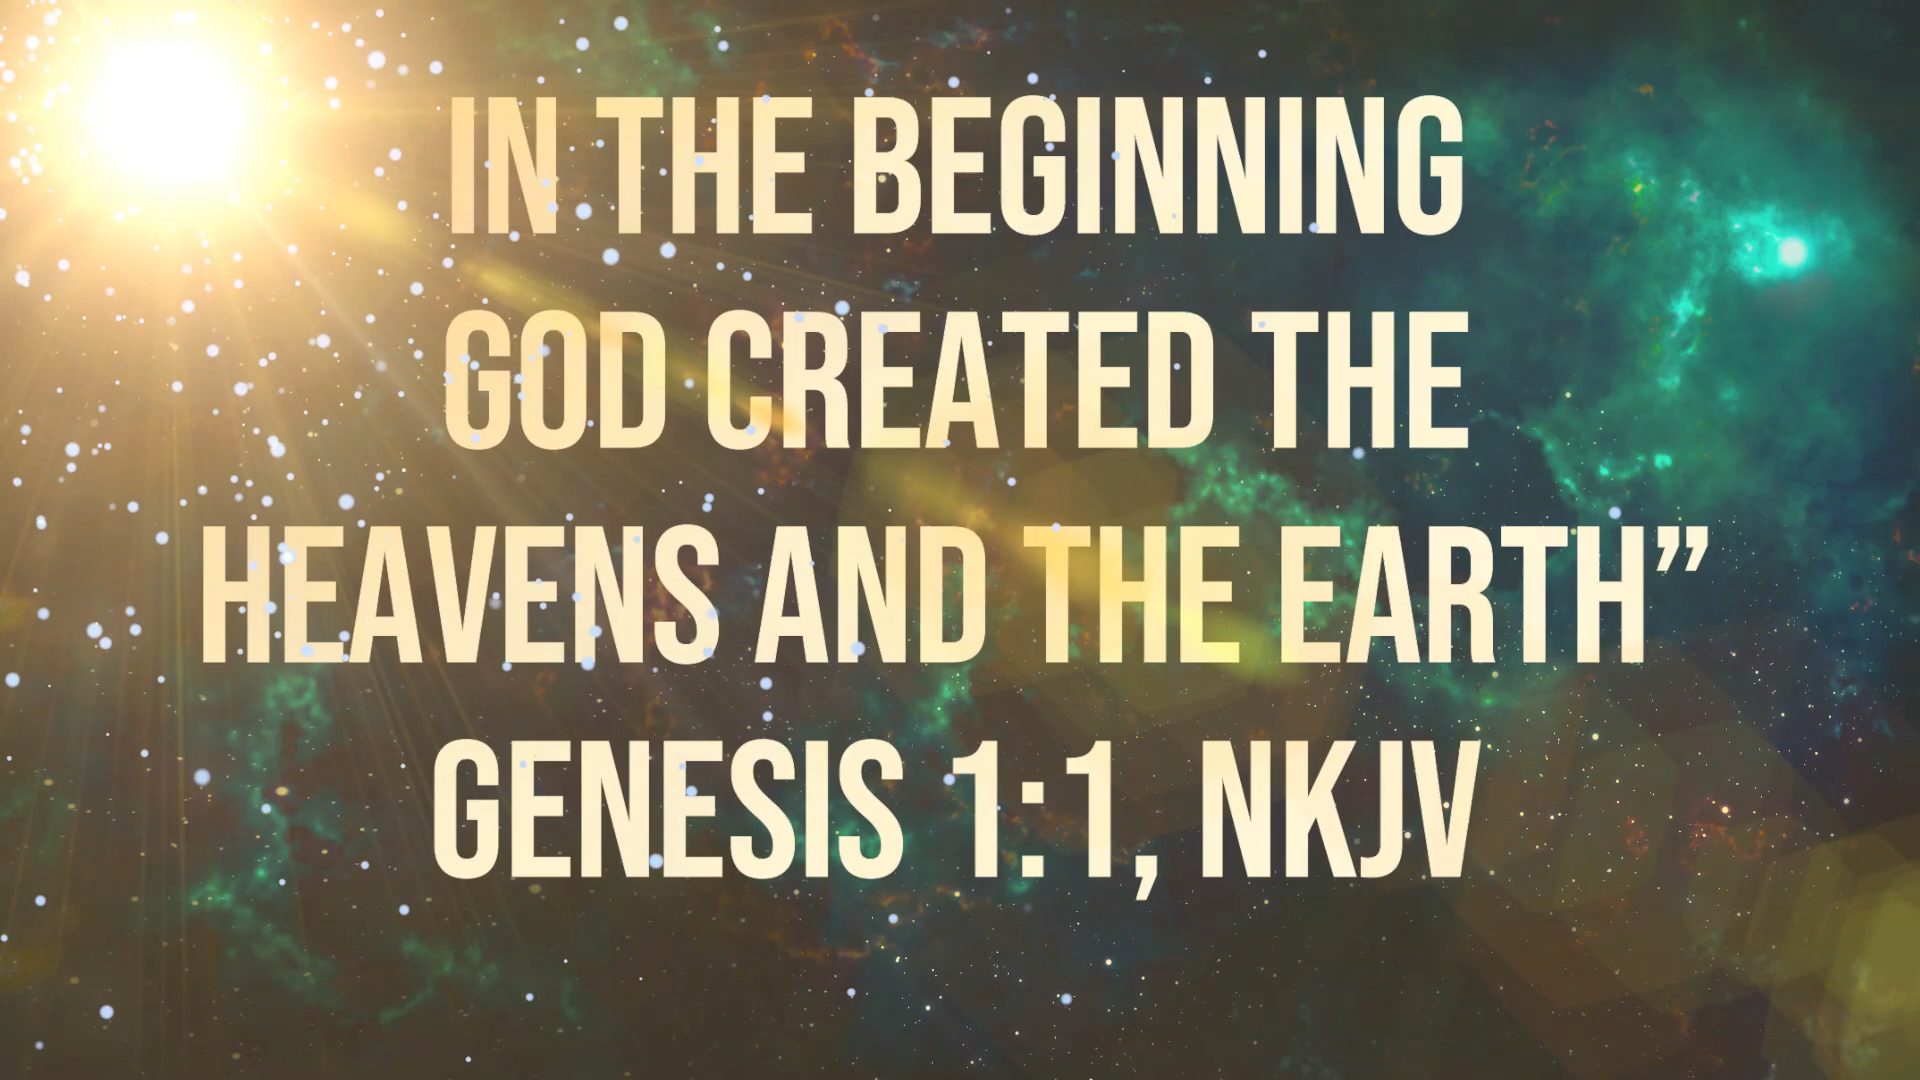 IN THE BEGINNING
GOD CREATED THE
HEAVENS AND THE EARTH”
GENESIS 1:1, NKJV